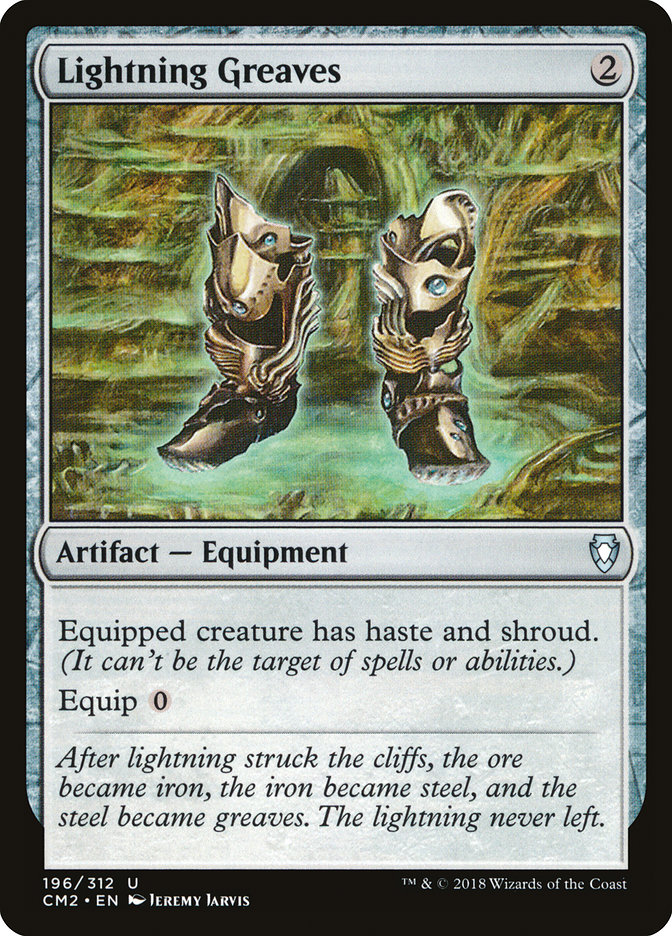 Lightning Greaves 2
Artifact — Equipment
Equipped creature has haste and shroud.
(It can't be the target of spells or abilities.)
Equip 0
After lightning struck the cliffs, the ore
became iron, the iron became steel, and the
steel became greaves. The lightning never left.
196/312 U
CM2 • EN Jeremy Jarvis
™ & © 2018 Wizards of the Coast